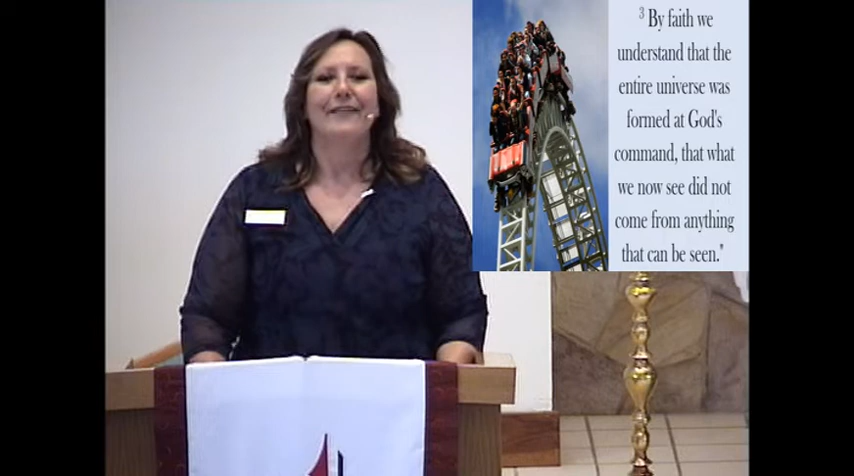 3 By faith we
understand that the
entire universe was
formed at God's
command, that what
we now see did not
come from anything
that can be seen."